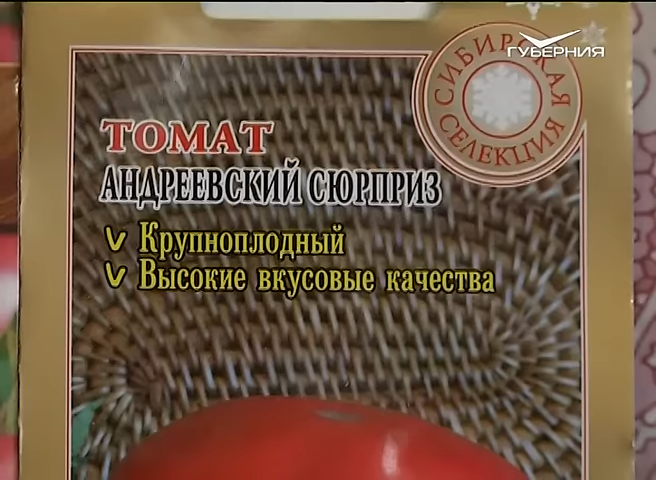 ГУБЕРНИЯ
СИБИРСКАЯ
СЕЛЕКЦИЯ
ТОМАТ
АНДРЕЕВСКИЙ СЮРПРИЗ
Крупноплодный
Высокие вкусовые качества